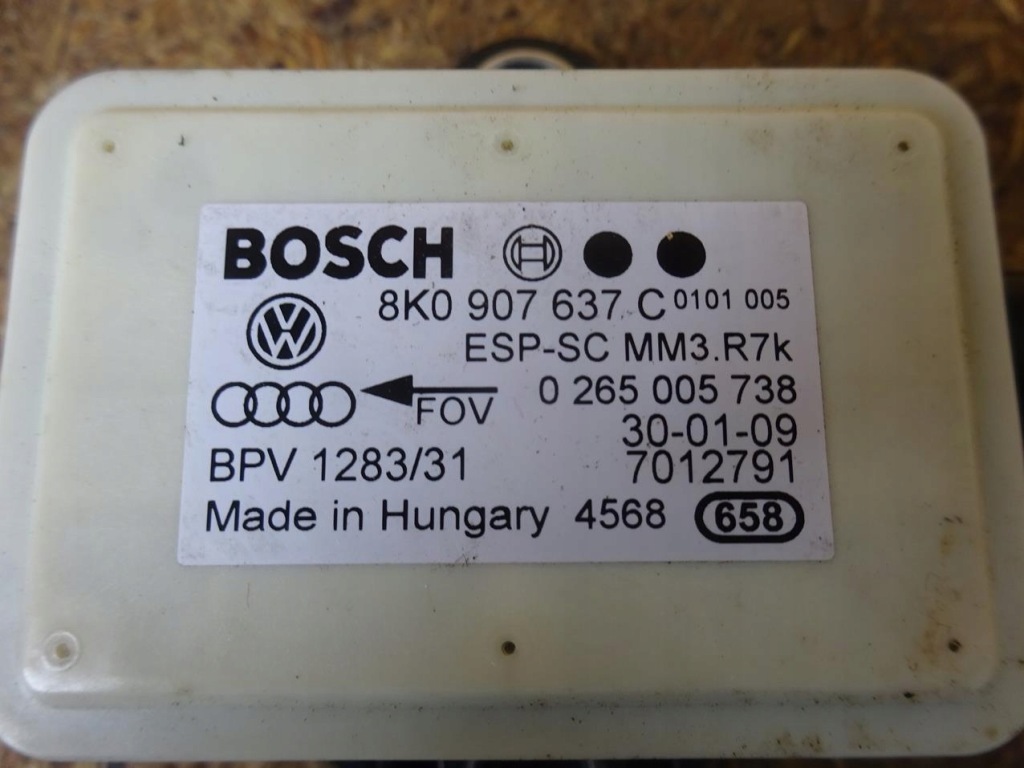 BOSCH
8K0 907 637 C 0101 005
ESP-SC MM3.R7k
0 265 005 738
FOV
30-01-09
BPV 1283/31 7012791
Made in Hungary 4568 658